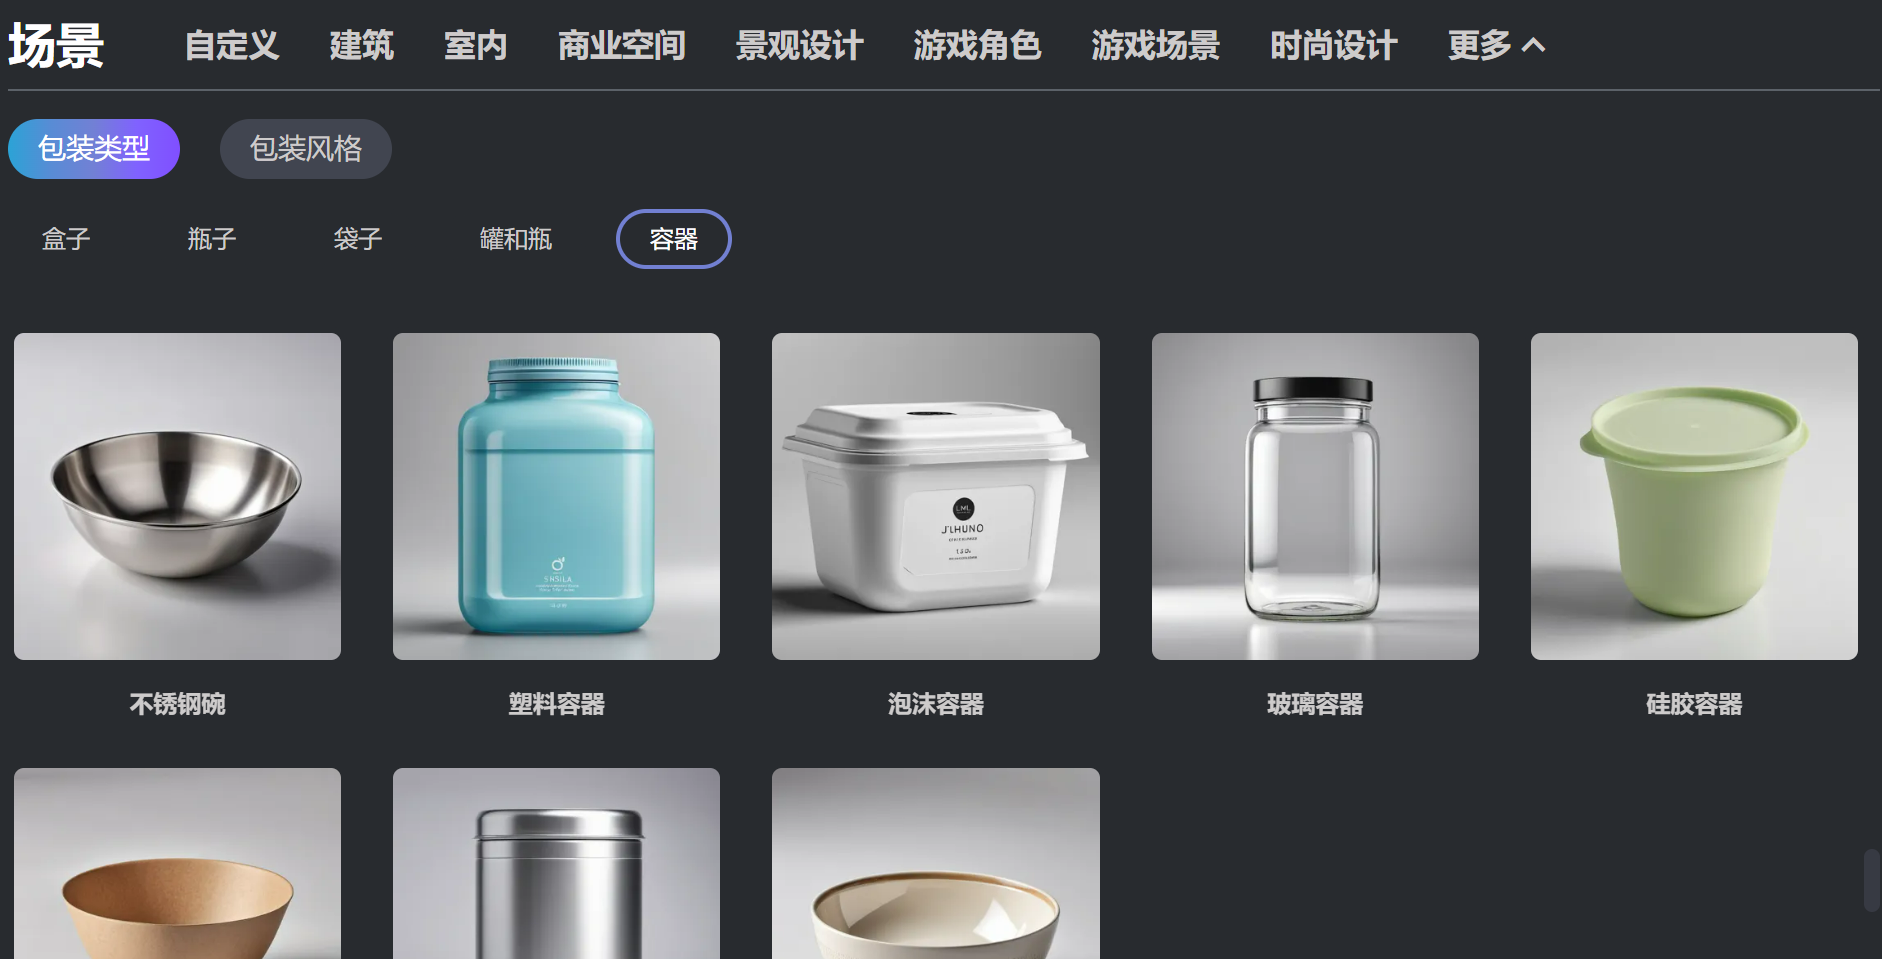 场景 自定义 建筑 室内 商业空间 景观设计 游戏角色 游戏场景 时尚设计 更多
包装类型 包装风格
盒子 瓶子 袋子 罐和瓶 容器
LML
JLHUNO
不锈钢碗 塑料容器 泡沫容器 玻璃容器 硅胶容器